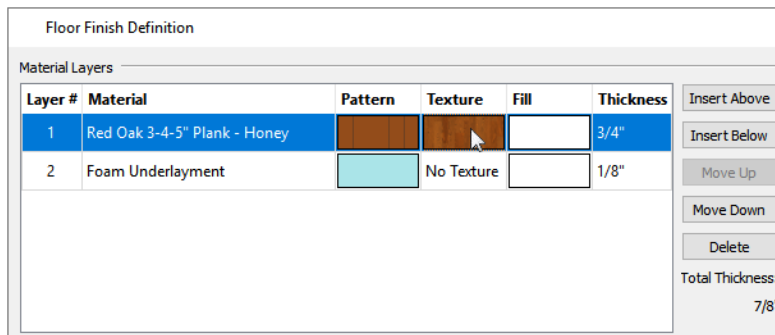 Floor Finish Definition
Material Layers
Layer # Material Pattern Texture Fill Thickness
1 Red Oak 3-4-5" Plank - Honey 3/4"
2 Foam Underlayment No Texture 1/8"
Insert Above
Insert Below
Move Up
Move Down
Delete
Total Thickness
7/8